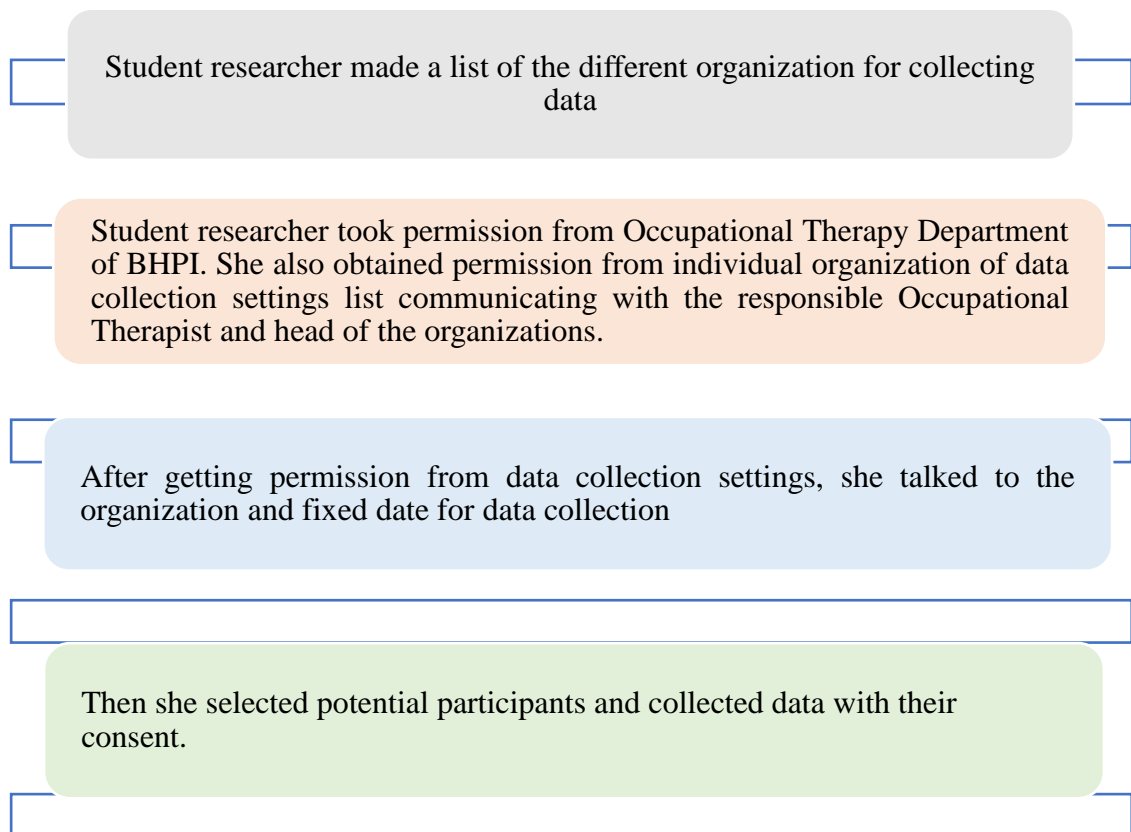 Student researcher made a list of the different organization for collecting
data
Student researcher took permission from Occupational Therapy Department
of BHPI. She also obtained permission from individual organization of data
collection settings list communicating with the responsible Occupational
Therapist and head of the organizations.
After getting permission from data collection settings, she talked to the
organization and fixed date for data collection
Then she selected potential participants and collected data with their
consent.